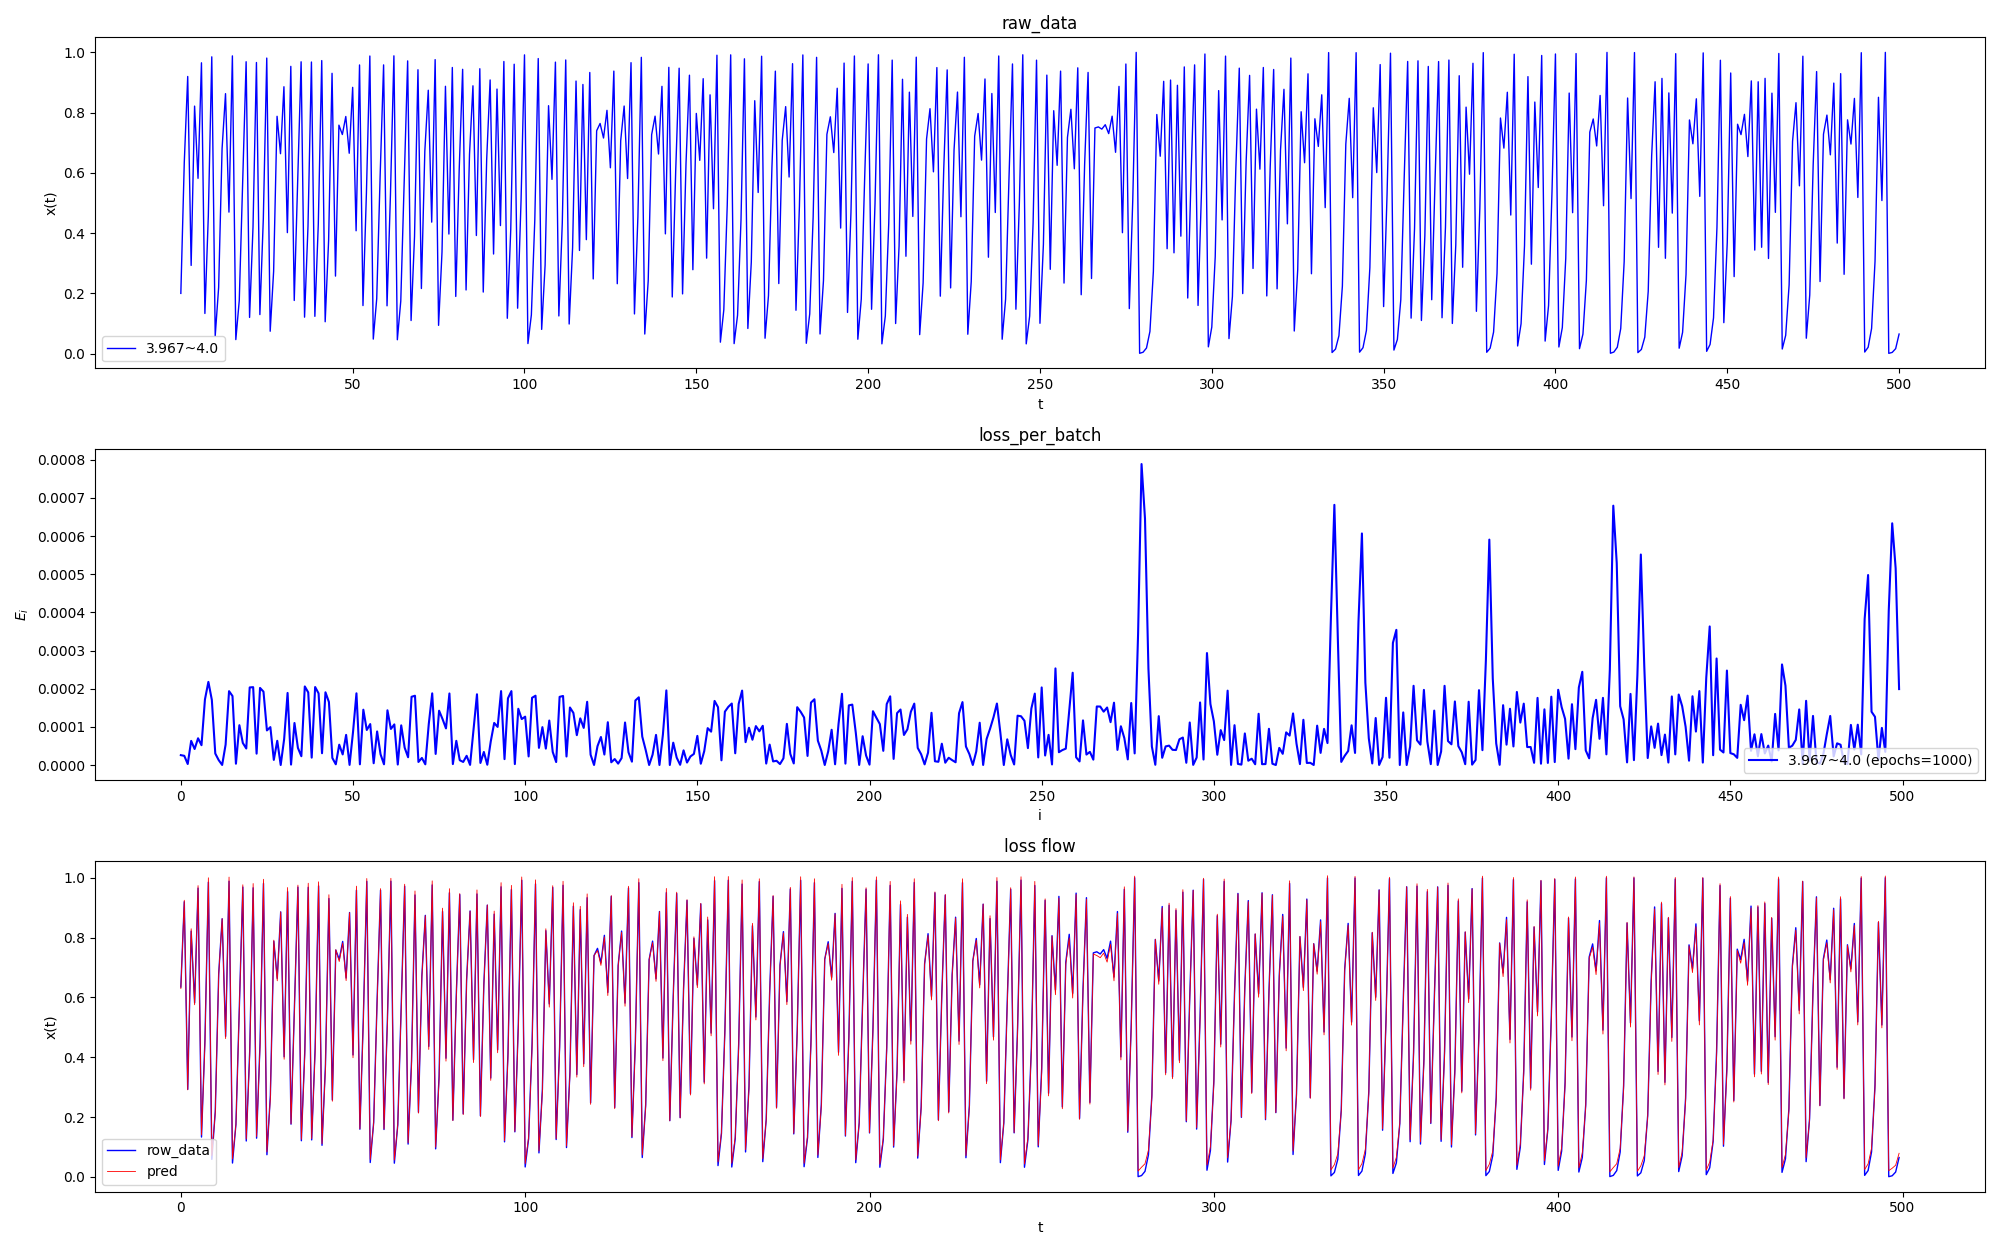 raw_data
1.0
0.8
0.6
0.4
0.2
0.0
x(t)
3.967~4.0
50 100 150 200 250 300 350 400 450 500
t
loss_per_batch
0.0008
0.0007
0.0006
0.0005
0.0004
0.0003
0.0002
0.0001
0.0000
E_i
3.967~4.0 (epochs=1000)
0 50 100 150 200 250 300 350 400 450 500
i
loss flow
1.0
0.8
0.6
0.4
0.2
0.0
x(t)
row_data
pred
0 100 200 300 400 500
t